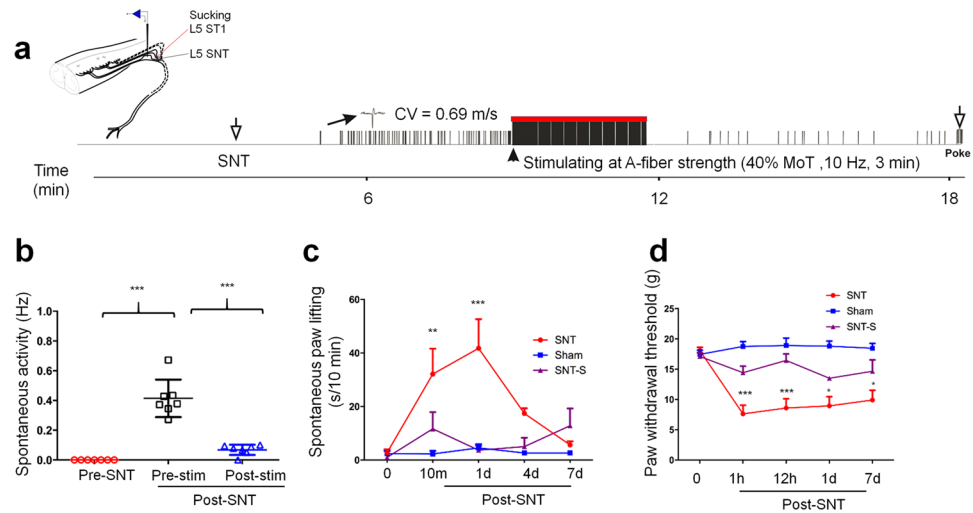 a
Sucking
L5 ST1
L5 SNT
CV = 0.69 m/s
SNT
Stimulating at A-fiber strength (40% MoT ,10 Hz, 3 min)
Poke
Time
(min)
6
12
18
b
Spontaneous activity (Hz)
***
***
1.0
0.8
0.6
0.4
0.2
0.0
Pre-SNT
Pre-stim
Post-stim
Post-SNT
c
Spontaneous paw lifting
(s/10 min)
60
40
20
0
**
***
SNT
Sham
SNT-S
0
10m
1d
4d
7d
Post-SNT
d
Paw withdrawal threshold (g)
25
20
15
10
5
0
SNT
Sham
SNT-S
***
***
*
*
0
1h
12h
1d
7d
Post-SNT